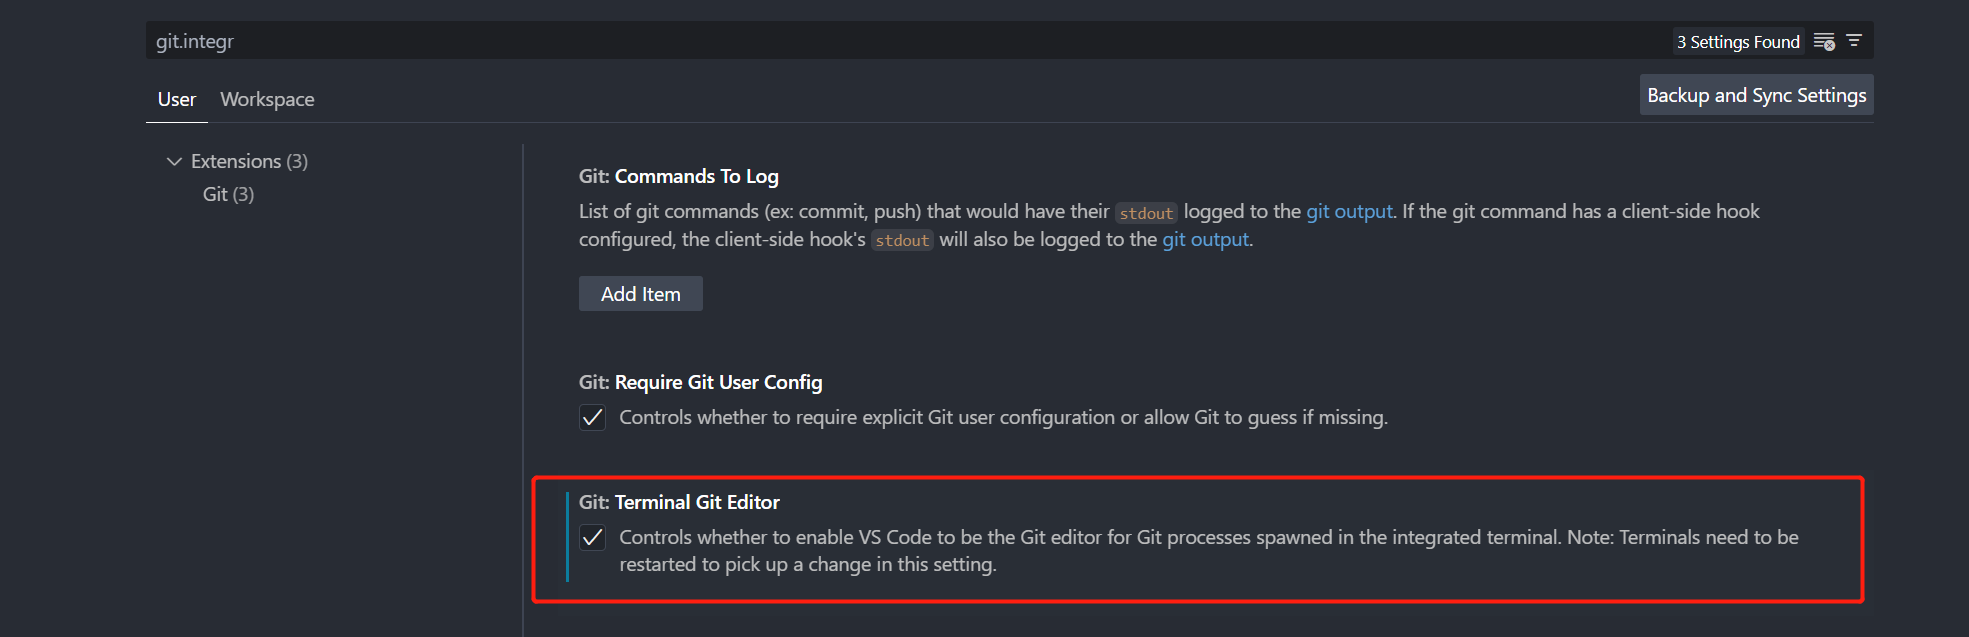 git.integr
3 Settings Found
User
Workspace
Backup and Sync Settings
Extensions (3)
Git (3)
Git: Commands To Log
List of git commands (ex: commit, push) that would have their stdout logged to the git output. If the git command has a client-side hook
configured, the client-side hook's stdout will also be logged to the git output.
Add Item
Git: Require Git User Config
Controls whether to require explicit Git user configuration or allow Git to guess if missing.
Git: Terminal Git Editor
Controls whether to enable VS Code to be the Git editor for Git processes spawned in the integrated terminal. Note: Terminals need to be
restarted to pick up a change in this setting.